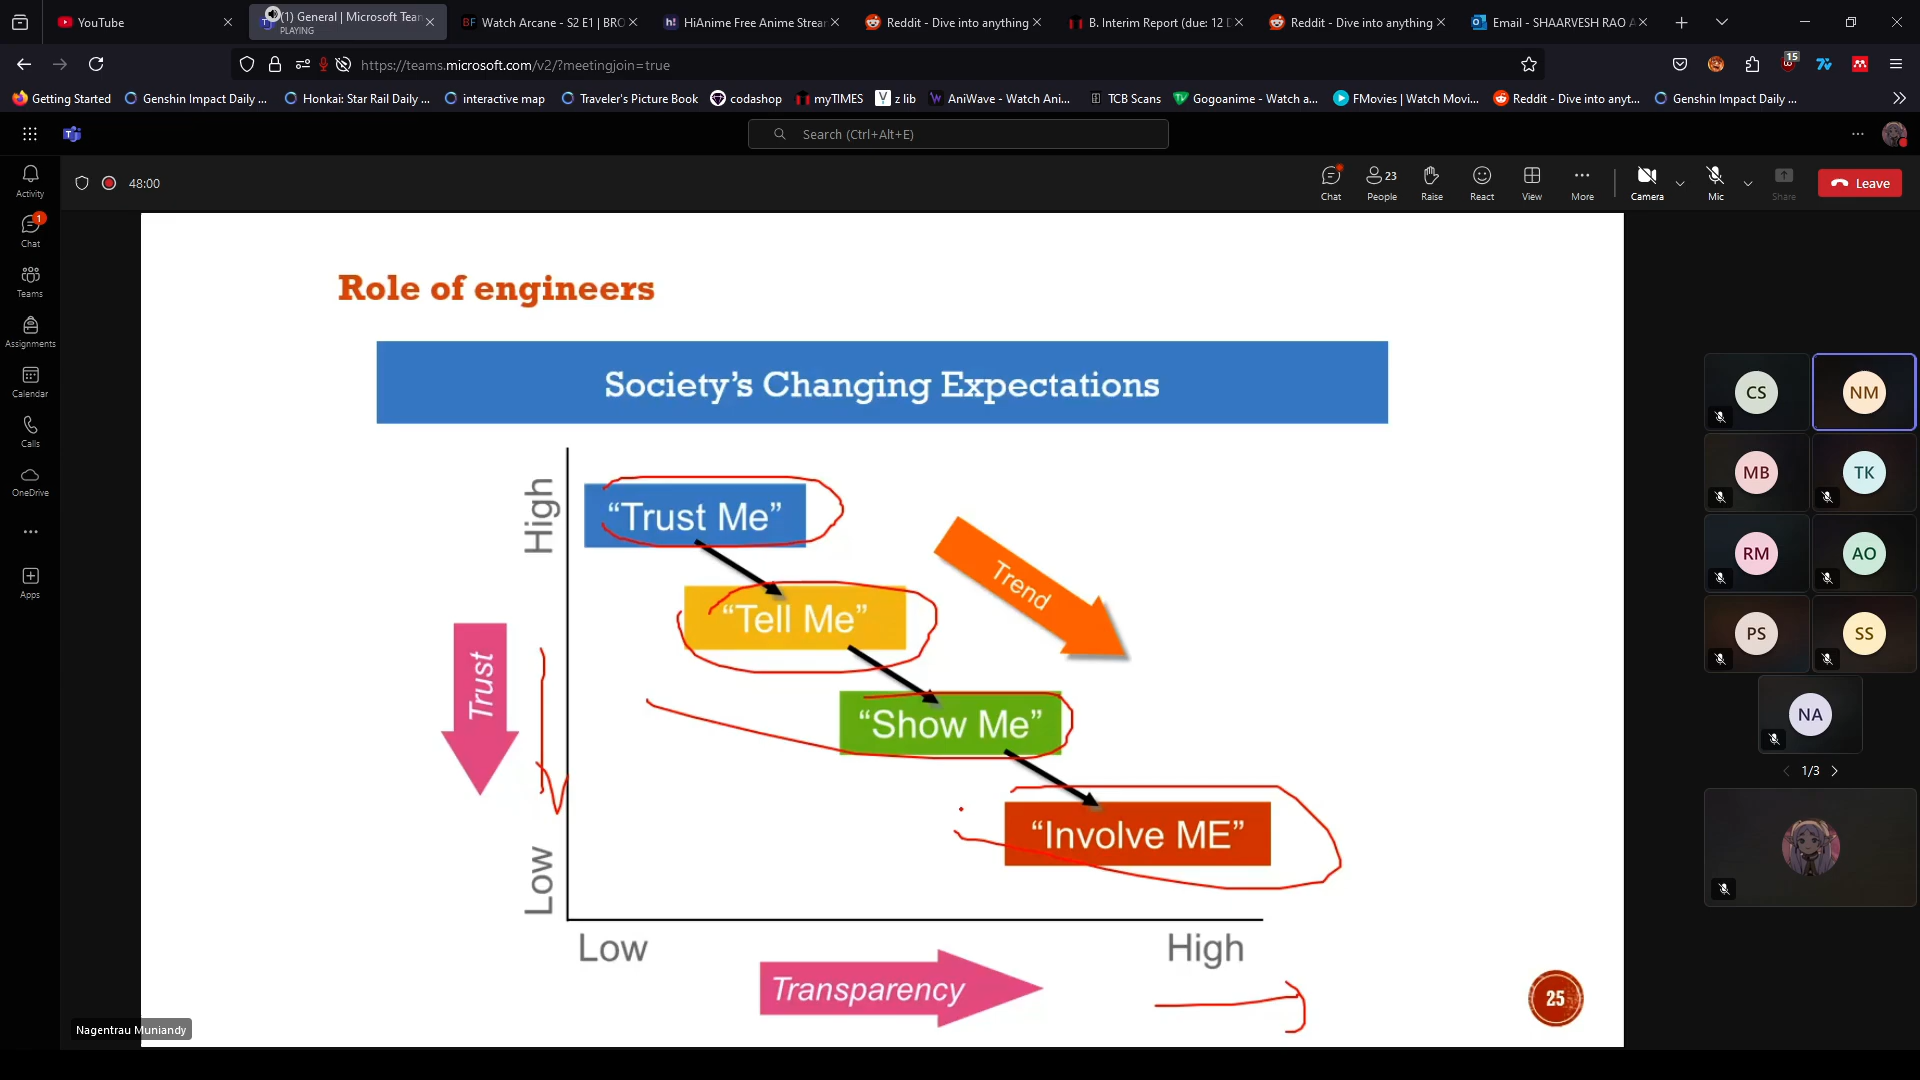 YouTube
(1) General | Microsoft Tean
PLAYING
Watch Arcane - S2 E1 | BRO
HiAnime Free Anime Strear
Reddit - Dive into anything
B. Interim Report (due: 12 D
Reddit - Dive into anything
Email - SHAARVESH RAO A
https://teams.microsoft.com/v2/?meetingjoin=true
15
Getting Started
Genshin Impact Daily ...
Honkai: Star Rail Daily ...
interactive map
Traveler's Picture Book
codashop
myTIMES
z lib
AniWave - Watch Ani...
TCB Scans
Gogoanime - Watch a...
FMovies | Watch Movi...
Reddit - Dive into anyt...
Genshin Impact Daily ...
Search (Ctrl+Alt+E)
48:00
Chat
23
People
Raise
React
View
More
Camera
Mic
Share
Leave
Activity
1
Chat
Teams
Assignments
Calendar
Calls
OneDrive
Apps
Role of engineers
Society's Changing Expectations
High
"Trust Me"
"Tell Me"
Trend
Trust
"Show Me"
"Involve ME"
Low
Low
High
Transparency
25
Nagentrau Muniandy
CS
NM
MB
TK
RM
AO
PS
SS
NA
1/3